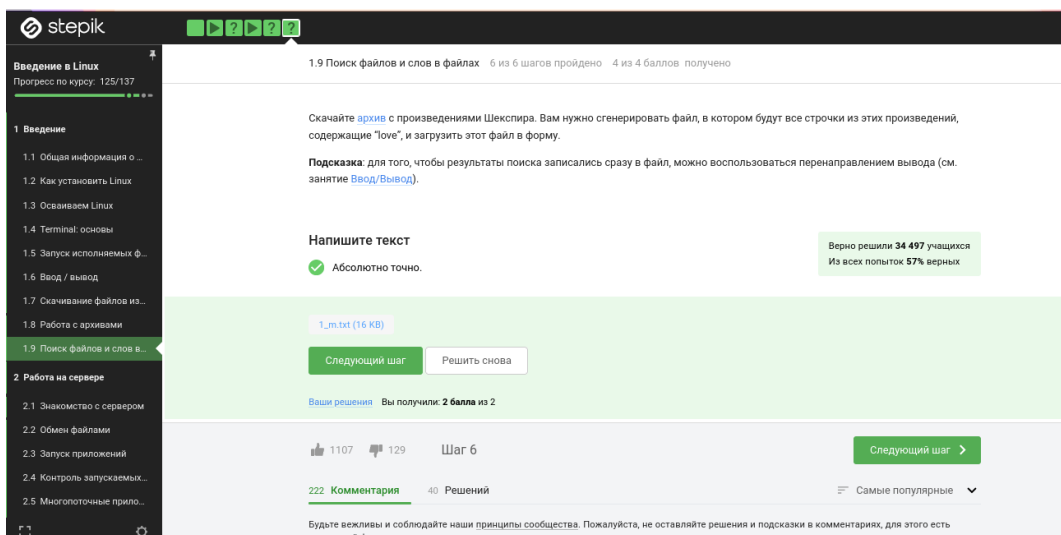 stepik
Введение в Linux
Прогресс по курсу: 125/137
1 Введение
1.1 Общая информация о ...
1.2 Как установить Linux
1.3 Осваиваем Linux
1.4 Terminal: основы
1.5 Запуск исполняемых ф...
1.6 Ввод / вывод
1.7 Скачивание файлов из...
1.8 Работа с архивами
1.9 Поиск файлов и слов в...
2 Работа на сервере
2.1 Знакомство с сервером
2.2 Обмен файлами
2.3 Запуск приложений
2.4 Контроль запускаемых...
2.5 Многопоточные прило...
1.9 Поиск файлов и слов в файлах 6 из 6 шагов пройдено 4 из 4 баллов получено
Скачайте архив с произведениями Шекспира. Вам нужно сгенерировать файл, в котором будут все строчки из этих произведений,
содержащие "love", и загрузить этот файл в форму.
Подсказка: для того, чтобы результаты поиска записались сразу в файл, можно воспользоваться перенаправлением вывода (см.
занятие Ввод/Вывод).
Напишите текст
Абсолютно точно.
Верно решили 34 497 учащихся
Из всех попыток 57% верных
1_m.txt (16 KB)
Следующий шаг Решить снова
Ваши решения Вы получили: 2 балла из 2
1107 129 Шаг 6 Следующий шаг
222 Комментария 40 Решений Самые популярные
Будьте вежливы и соблюдайте наши принципы сообщества. Пожалуйста, не оставляйте решения и подсказки в комментариях, для этого есть